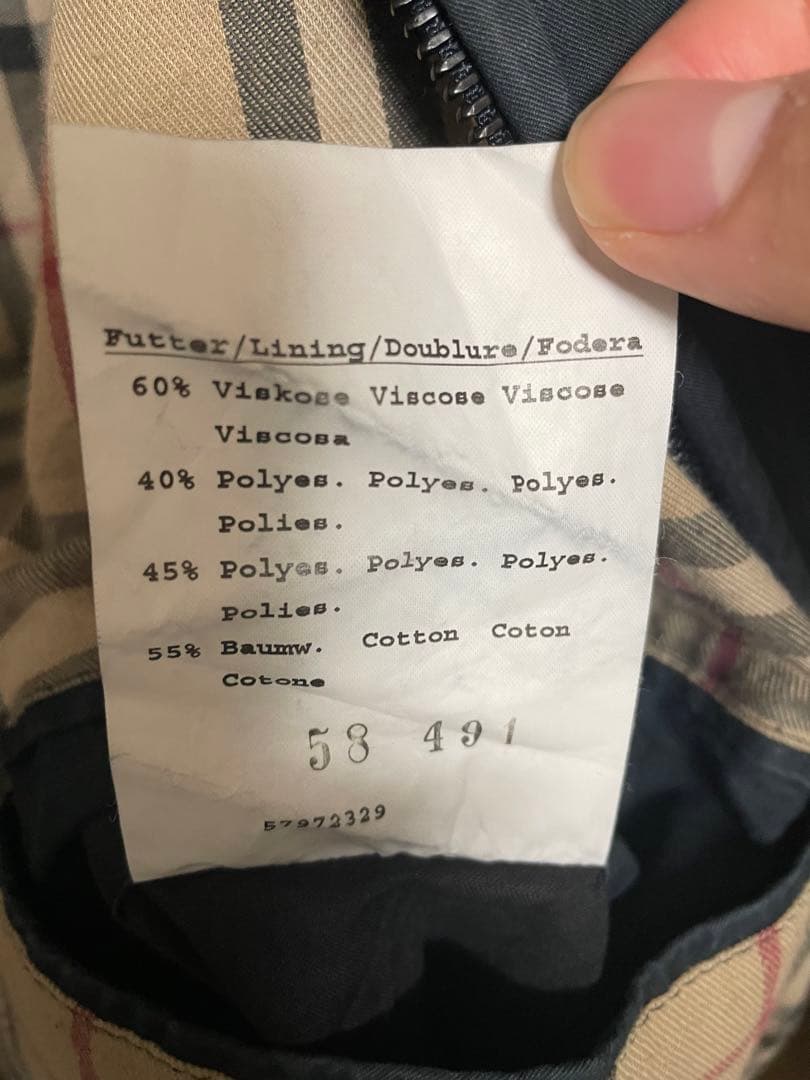 Futter/Lining/Doublure/Fodera
60% Viskose Viscose Viscose
Viscosa
40% Polyes. Polyes. Polyes.
Polies.
45% Polyes. Polyes. Polyes.
Polies.
55% Baumw. Cotton Coton
Cotone
58 491
57973329